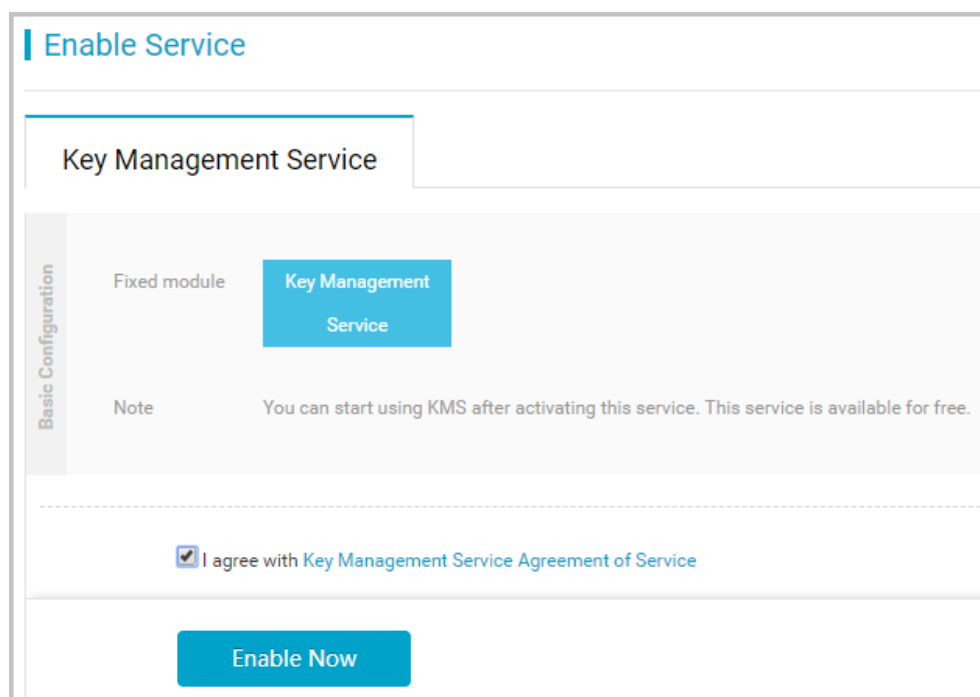 Enable Service
Key Management Service
Basic Configuration
Fixed module
Key Management
Service
Note
You can start using KMS after activating this service. This service is available for free.
I agree with Key Management Service Agreement of Service
Enable Now